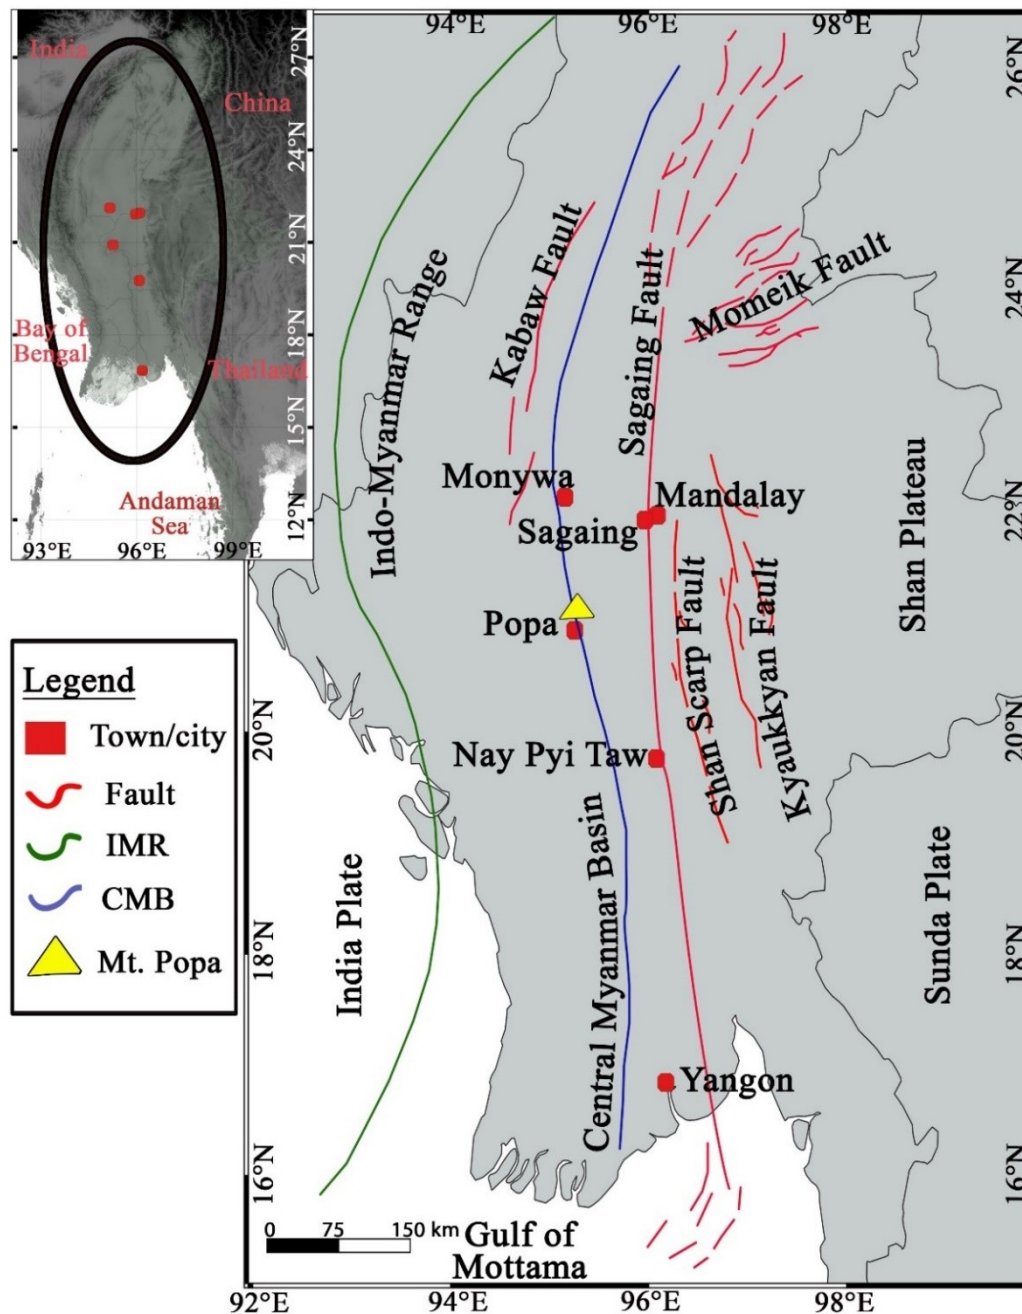 94°E 96°E 98°E
India
China
Bay of
Bengal
Thailand
Andaman
Sea
27°N
24°N
21°N
18°N
15°N
12°N
93°E 96°E 99°E
26°N
24°N
22°N
20°N
18°N
16°N
Indo-Myanmar Range
Kabaw Fault
Sagaing Fault
Momeik Fault
Monywa
Mandalay
Sagaing
Popa
Shan Scarp Fault
Kyaukkyan Fault
Shan Plateau
Nay Pyi Taw
Central Myanmar Basin
India Plate
Sunda Plate
Yangon
20°N
18°N
16°N
Legend
Town/city
Fault
IMR
CMB
Mt. Popa
0 75 150 km
Gulf of
Mottama
92°E 94°E 96°E 98°E